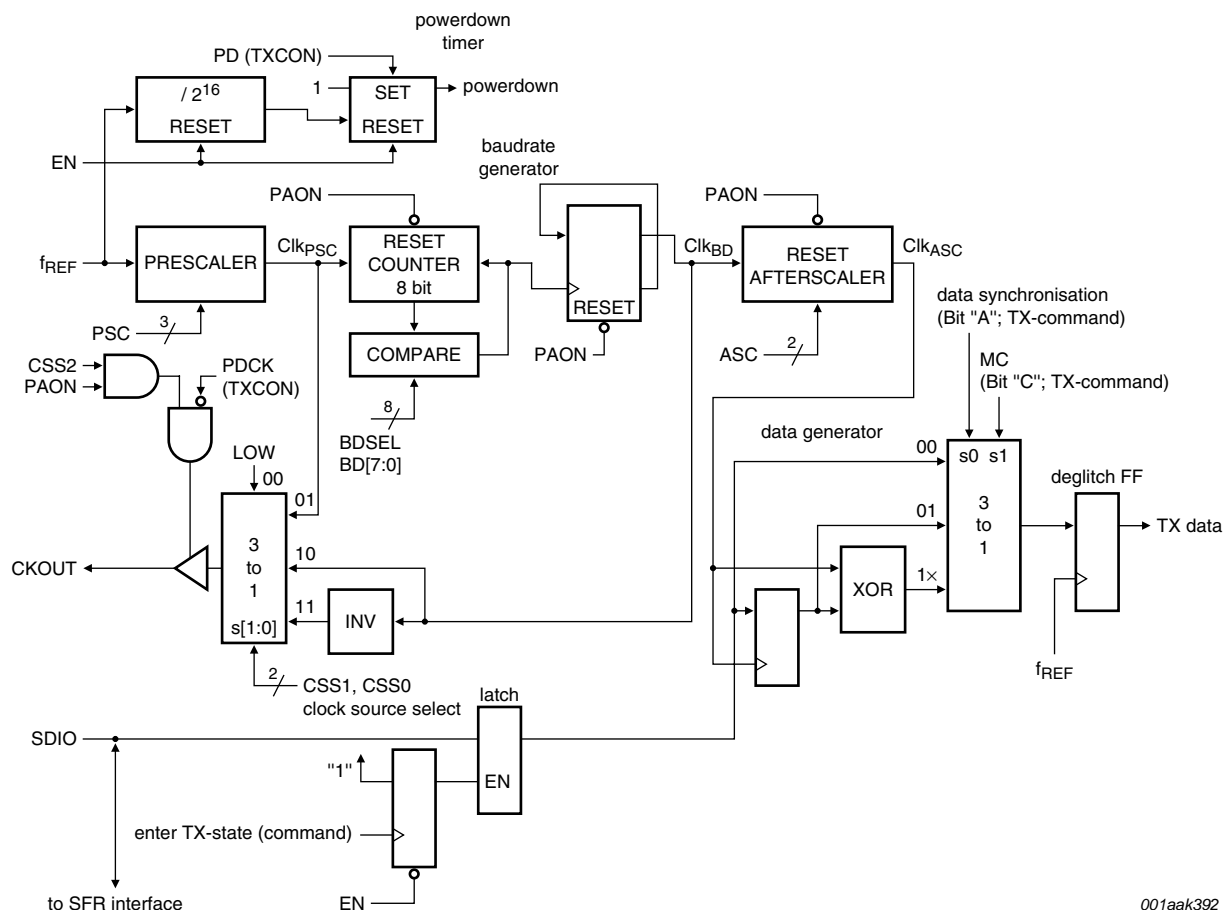 powerdown
timer
PD (TXCON)
1
SET
RESET
powerdown
/ 2^16
RESET
EN
baudrate
generator
PAON
PAON
f_REF
PRESCALER
Clk_PSC
RESET
COUNTER
8 bit
RESET
Clk_BD
RESET
AFTERSCALER
Clk_ASC
PSC
3
COMPARE
PAON
ASC
2
data synchronisation
(Bit "A"; TX-command)
MC
(Bit "C"; TX-command)
CSS2
PAON
PDCK
(TXCON)
8
BDSEL
BD[7:0]
data generator
LOW
00
01
10
11
3
to
1
s[1:0]
INV
CKOUT
2
CSS1, CSS0
clock source select
00
01
1×
s0 s1
3
to
1
XOR
deglitch FF
TX data
f_REF
latch
SDIO
"1"
EN
enter TX-state (command)
EN
to SFR interface
001aak392